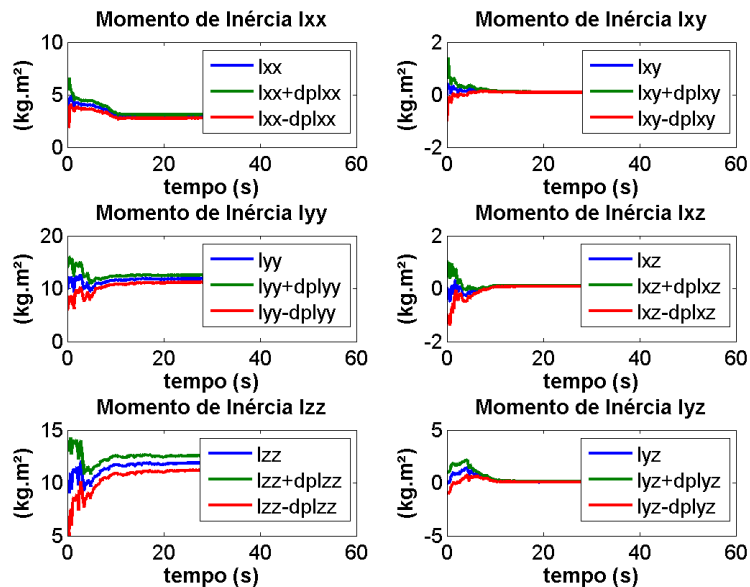 Momento de Inércia Ixx
(kg.m²)
10
5
0
Ixx
Ixx+dpIxx
Ixx-dpIxx
0
20
40
60
tempo (s)
Momento de Inércia Ixy
(kg.m²)
2
0
-2
Ixy
Ixy+dpIxy
Ixy-dpIxy
0
20
40
60
tempo (s)
Momento de Inércia Iyy
(kg.m²)
20
10
0
Iyy
Iyy+dpIyy
Iyy-dpIyy
0
20
40
60
tempo (s)
Momento de Inércia Ixz
(kg.m²)
2
0
-2
Ixz
Ixz+dpIxz
Ixz-dpIxz
0
20
40
60
tempo (s)
Momento de Inércia Izz
(kg.m²)
15
10
5
Izz
Izz+dpIzz
Izz-dpIzz
0
20
40
60
tempo (s)
Momento de Inércia Iyz
(kg.m²)
5
0
-5
Iyz
Iyz+dpIyz
Iyz-dpIyz
0
20
40
60
tempo (s)